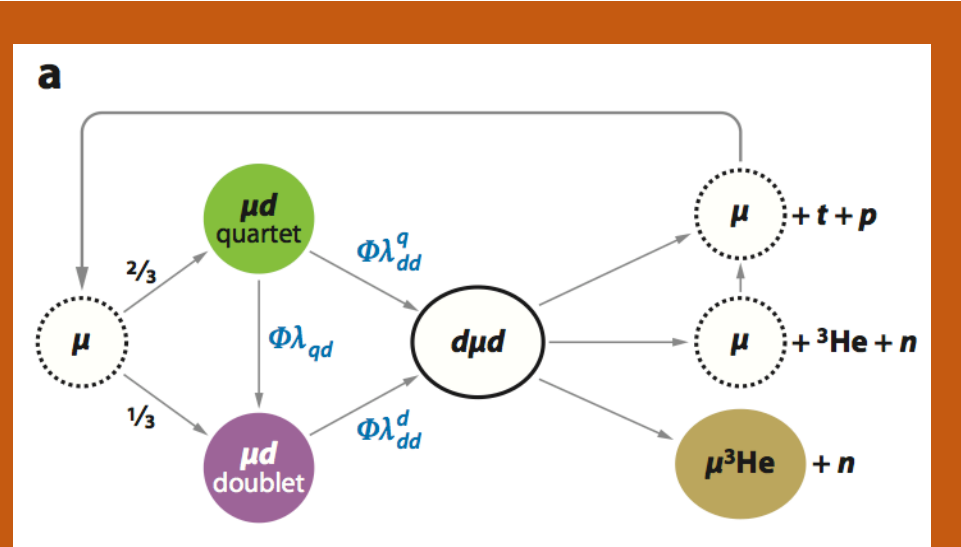 a
μd
quartet
2/3
Φλ^q_dd
μ
+ t + p
μ
Φλ_qd
dμd
μ
+ ³He + n
1/3
Φλ^d_dd
μd
doublet
μ³He
+ n